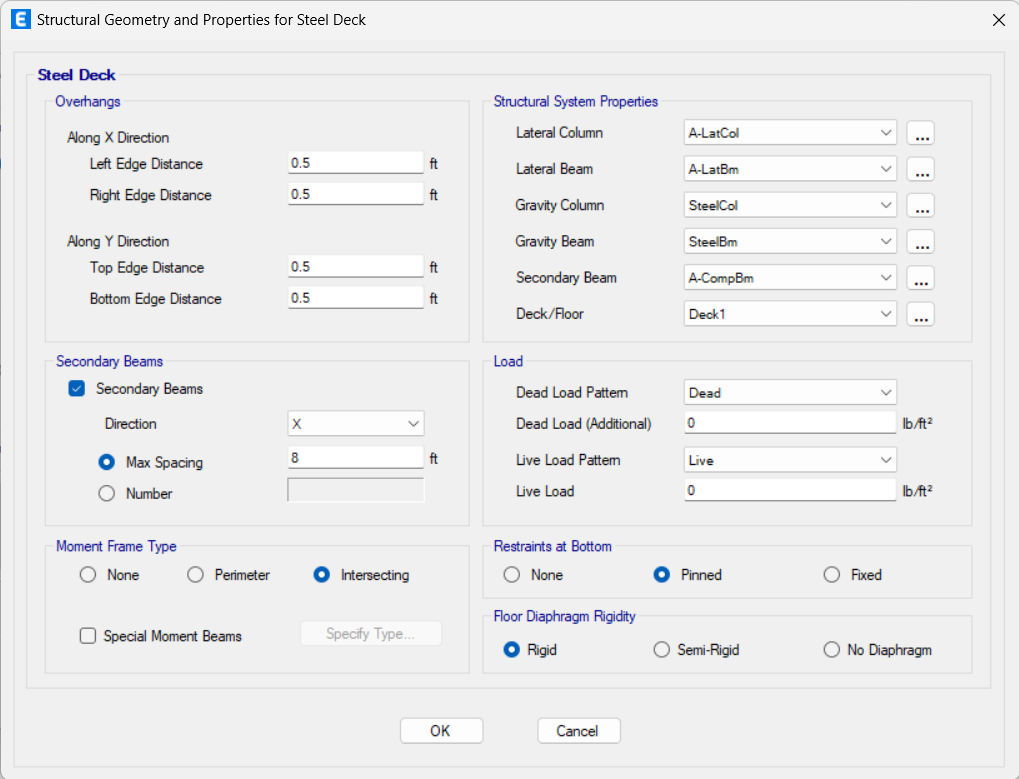 E Structural Geometry and Properties for Steel Deck
Steel Deck
Overhangs
Along X Direction
Left Edge Distance 0.5 ft
Right Edge Distance 0.5 ft
Along Y Direction
Top Edge Distance 0.5 ft
Bottom Edge Distance 0.5 ft
Structural System Properties
Lateral Column A-LatCol ...
Lateral Beam A-LatBm ...
Gravity Column SteelCol ...
Gravity Beam SteelBm ...
Secondary Beam A-CompBm ...
Deck/Floor Deck1 ...
Secondary Beams
Secondary Beams
Direction X
Max Spacing 8 ft
Number
Load
Dead Load Pattern Dead
Dead Load (Additional) 0 lb/ft²
Live Load Pattern Live
Live Load 0 lb/ft²
Moment Frame Type
None Perimeter Intersecting
Special Moment Beams Specify Type...
Restraints at Bottom
None Pinned Fixed
Floor Diaphragm Rigidity
Rigid Semi-Rigid No Diaphragm
OK Cancel